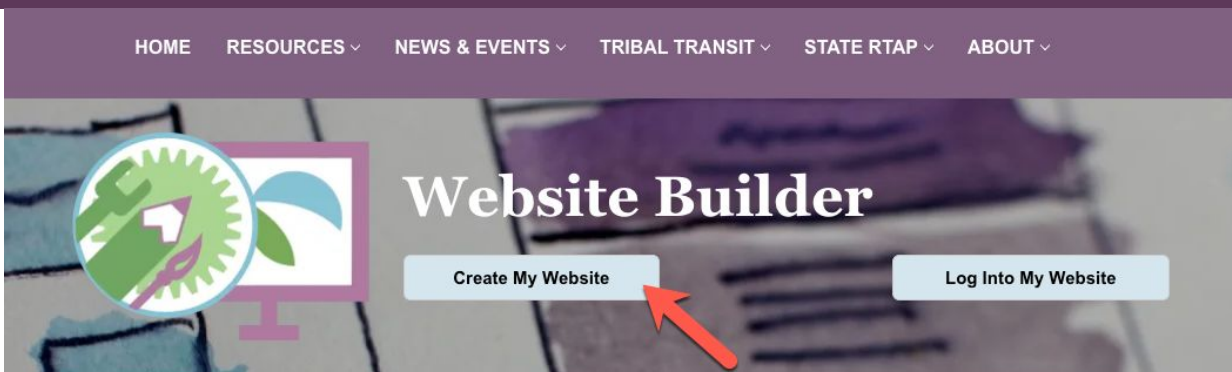 HOME RESOURCES NEWS & EVENTS TRIBAL TRANSIT STATE RTAP ABOUT
Website Builder
Create My Website Log Into My Website